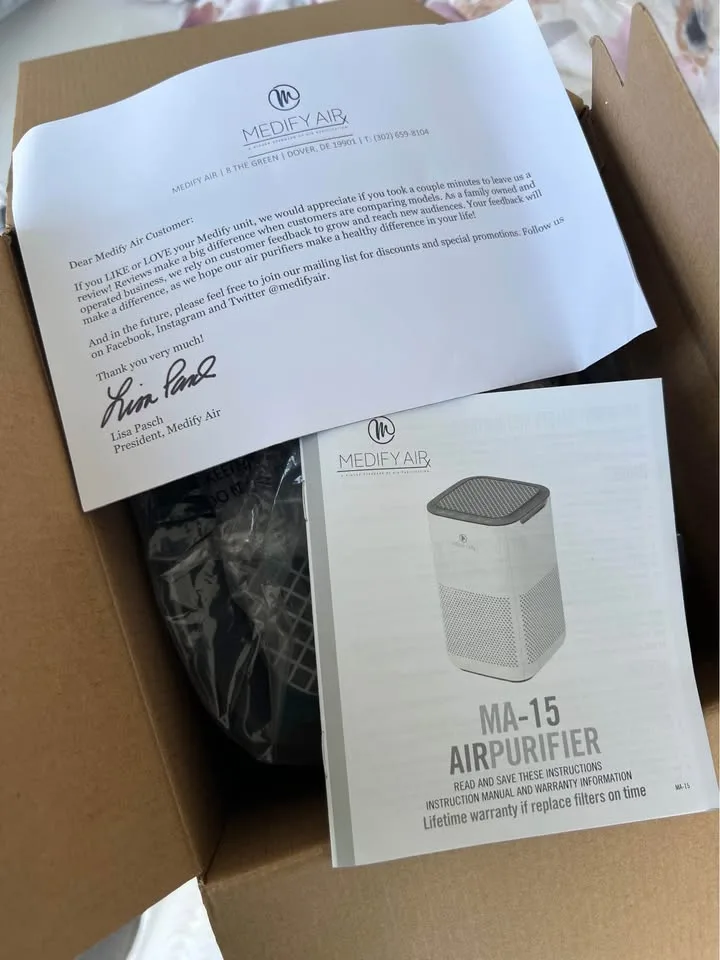 MEDIFY AIR
MEDIFY AIR | 8 THE GREEN | DOVER, DE 19901 | T: (302) 659-8104
Dear Medify Air Customer:
If you LIKE or LOVE your Medify unit, we would appreciate if you took a couple minutes to leave us a
review! Reviews make a big difference when customers are comparing models. As a family owned and
operated business, we rely on customer feedback to grow and reach new audiences. Your feedback will
make a difference, as we hope our air purifiers make a healthy difference in your life!
And in the future, please feel free to join our mailing list for discounts and special promotions. Follow us
on Facebook, Instagram and Twitter @medifyair.
Thank you very much!
Lisa Pasch
Lisa Pasch
President, Medify Air
MEDIFY AIR
MA-15
AIRPURIFIER
READ AND SAVE THESE INSTRUCTIONS
INSTRUCTION MANUAL AND WARRANTY INFORMATION
Lifetime warranty if replace filters on time
MA-15